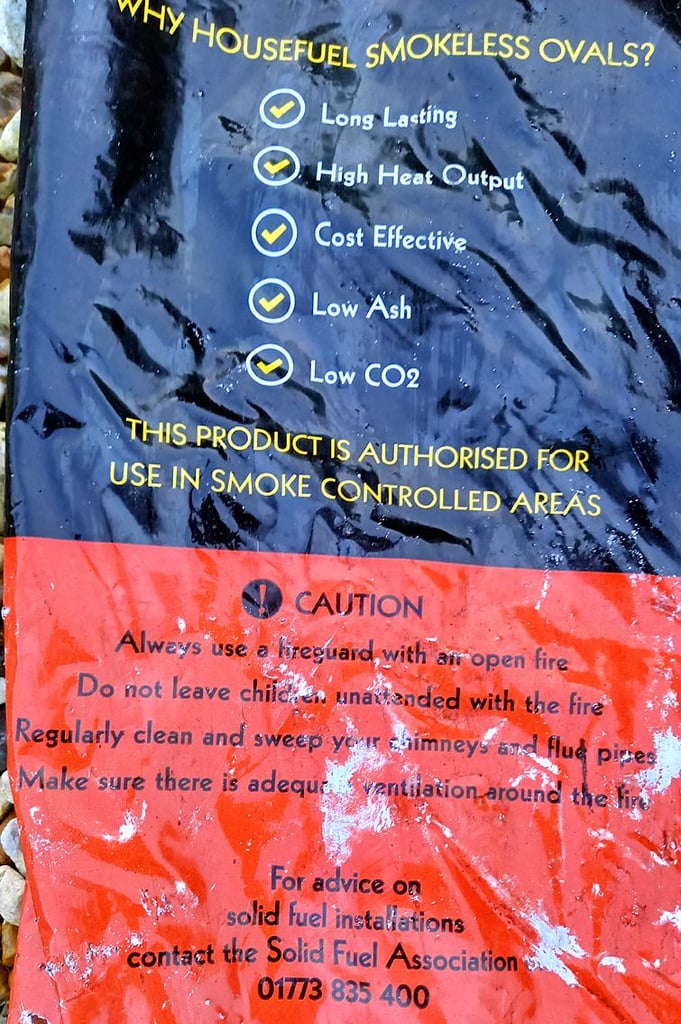 WHY HOUSEFUEL SMOKELESS OVALS?
Long Lasting
High Heat Output
Cost Effective
Low Ash
Low CO2
THIS PRODUCT IS AUTHORISED FOR
USE IN SMOKE CONTROLLED AREAS
! CAUTION
Always use a fireguard with an open fire
Do not leave children unattended with the fire
Regularly clean and sweep your chimneys and flue pipes
Make sure there is adequate ventilation around the fire
For advice on
solid fuel installations
contact the Solid Fuel Association
01773 835 400